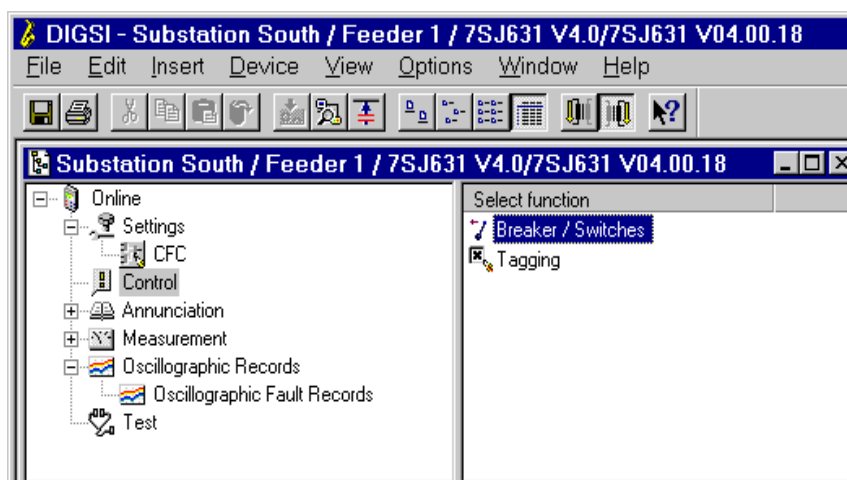 DIGSI - Substation South / Feeder 1 / 7SJ631 V4.0/7SJ631 V04.00.18
File Edit Insert Device View Options Window Help
Substation South / Feeder 1 / 7SJ631 V4.0/7SJ631 V04.00.18
Online
Settings
CFC
Control
Annunciation
Measurement
Oscillographic Records
Oscillographic Fault Records
Test
Select function
Breaker / Switches
Tagging